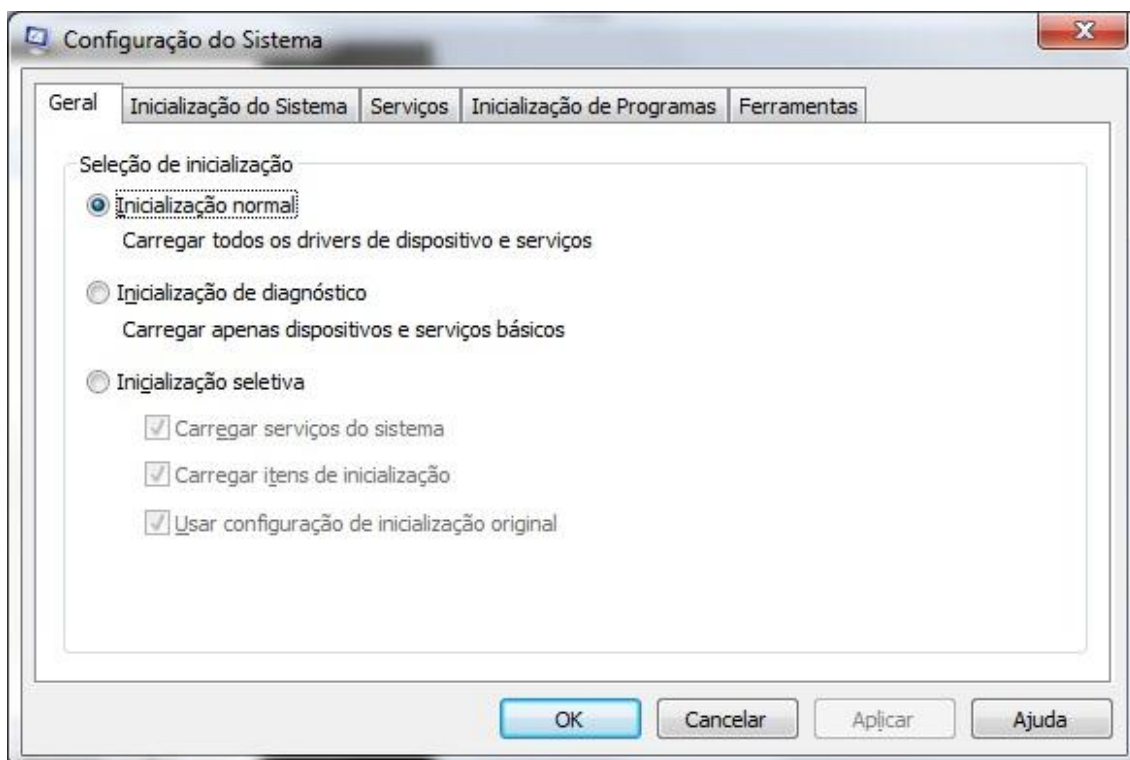 Configuração do Sistema
Geral
Inicialização do Sistema
Serviços
Inicialização de Programas
Ferramentas
Seleção de inicialização
Inicialização normal
Carregar todos os drivers de dispositivo e serviços
Inicialização de diagnóstico
Carregar apenas dispositivos e serviços básicos
Inicialização seletiva
Carregar serviços do sistema
Carregar itens de inicialização
Usar configuração de inicialização original
OK
Cancelar
Aplicar
Ajuda